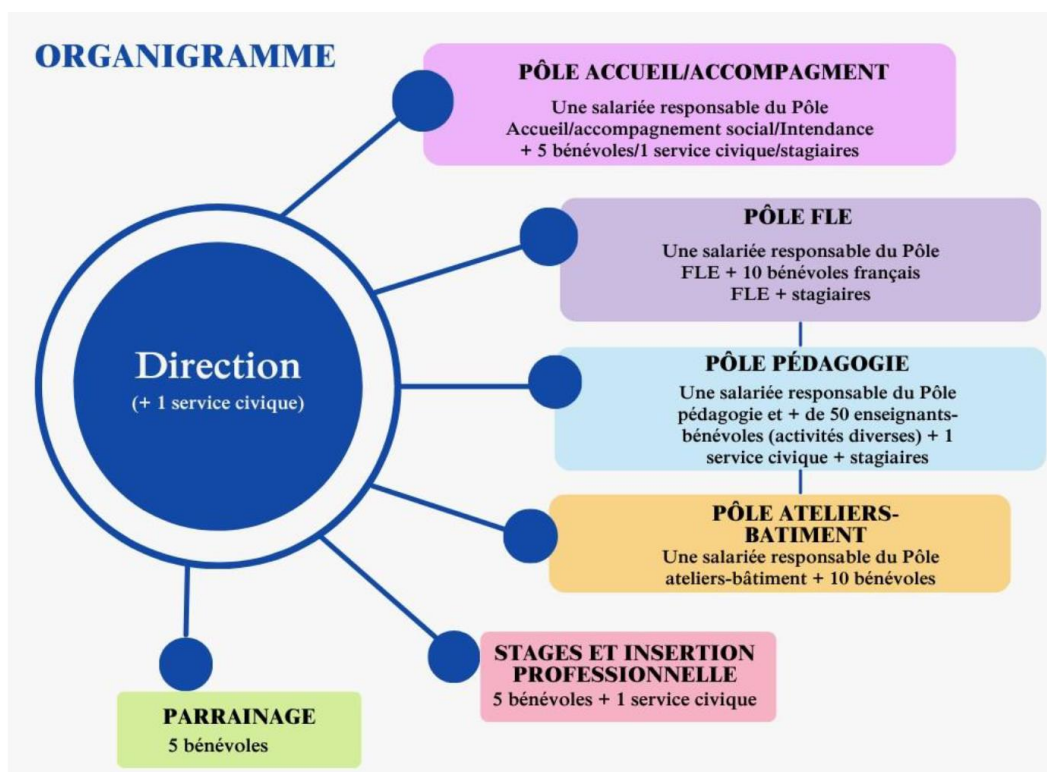 ORGANIGRAMME
PÔLE ACCUEIL/ACCOMPAGMENT
Une salariée responsable du Pôle
Accueil/accompagnement social/Intendance
+ 5 bénévoles/1 service civique/stagiaires
PÔLE FLE
Une salariée responsable du Pôle
FLE + 10 bénévoles français
FLE + stagiaires
Direction
(+ 1 service civique)
PÔLE PÉDAGOGIE
Une salariée responsable du Pôle
pédagogie et + de 50 enseignants-
bénévoles (activités diverses) + 1
service civique + stagiaires
PÔLE ATELIERS-
BATIMENT
Une salariée responsable du Pôle
ateliers-bâtiment + 10 bénévoles
STAGES ET INSERTION
PROFESSIONNELLE
5 bénévoles + 1 service civique
PARRAINAGE
5 bénévoles